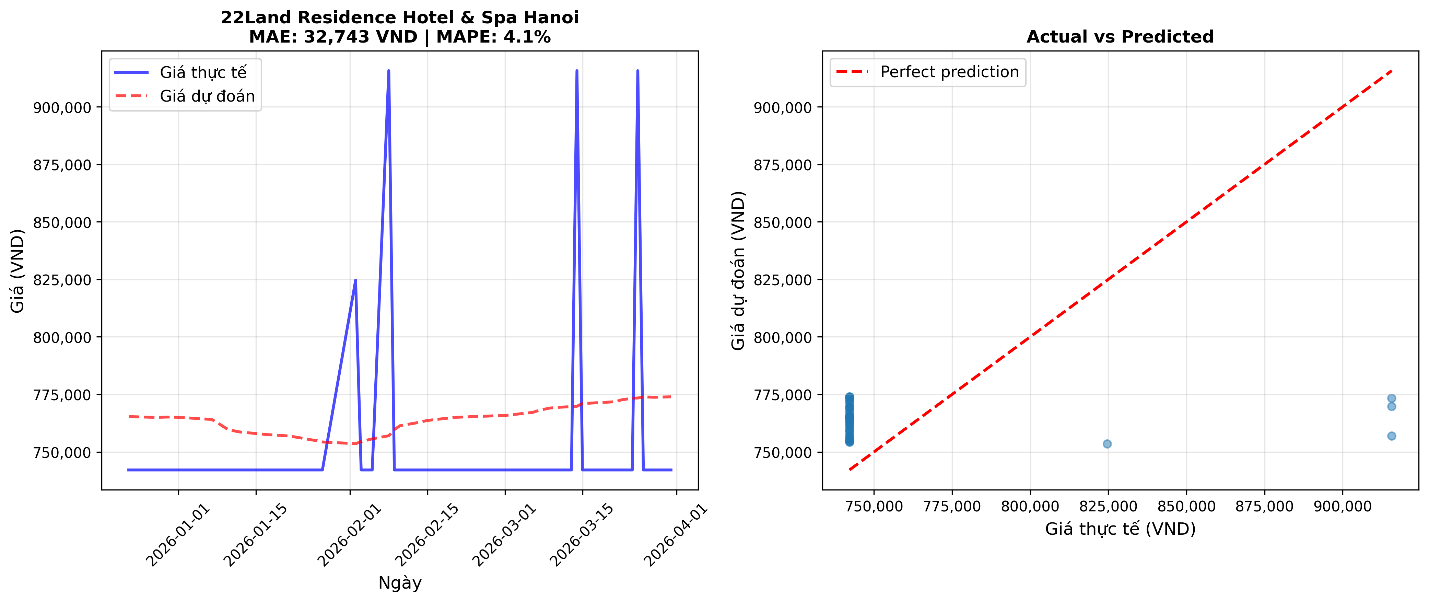 22Land Residence Hotel & Spa Hanoi
MAE: 32,743 VND | MAPE: 4.1%
Giá thực tế
Giá dự đoán
900,000
875,000
850,000
825,000
800,000
775,000
750,000
Giá (VND)
2026-01-01
2026-01-15
2026-02-01
2026-02-15
2026-03-01
2026-03-15
2026-04-01
Ngày
Actual vs Predicted
Perfect prediction
900,000
875,000
850,000
825,000
800,000
775,000
750,000
Giá dự đoán (VND)
750,000
775,000
800,000
825,000
850,000
875,000
900,000
Giá thực tế (VND)